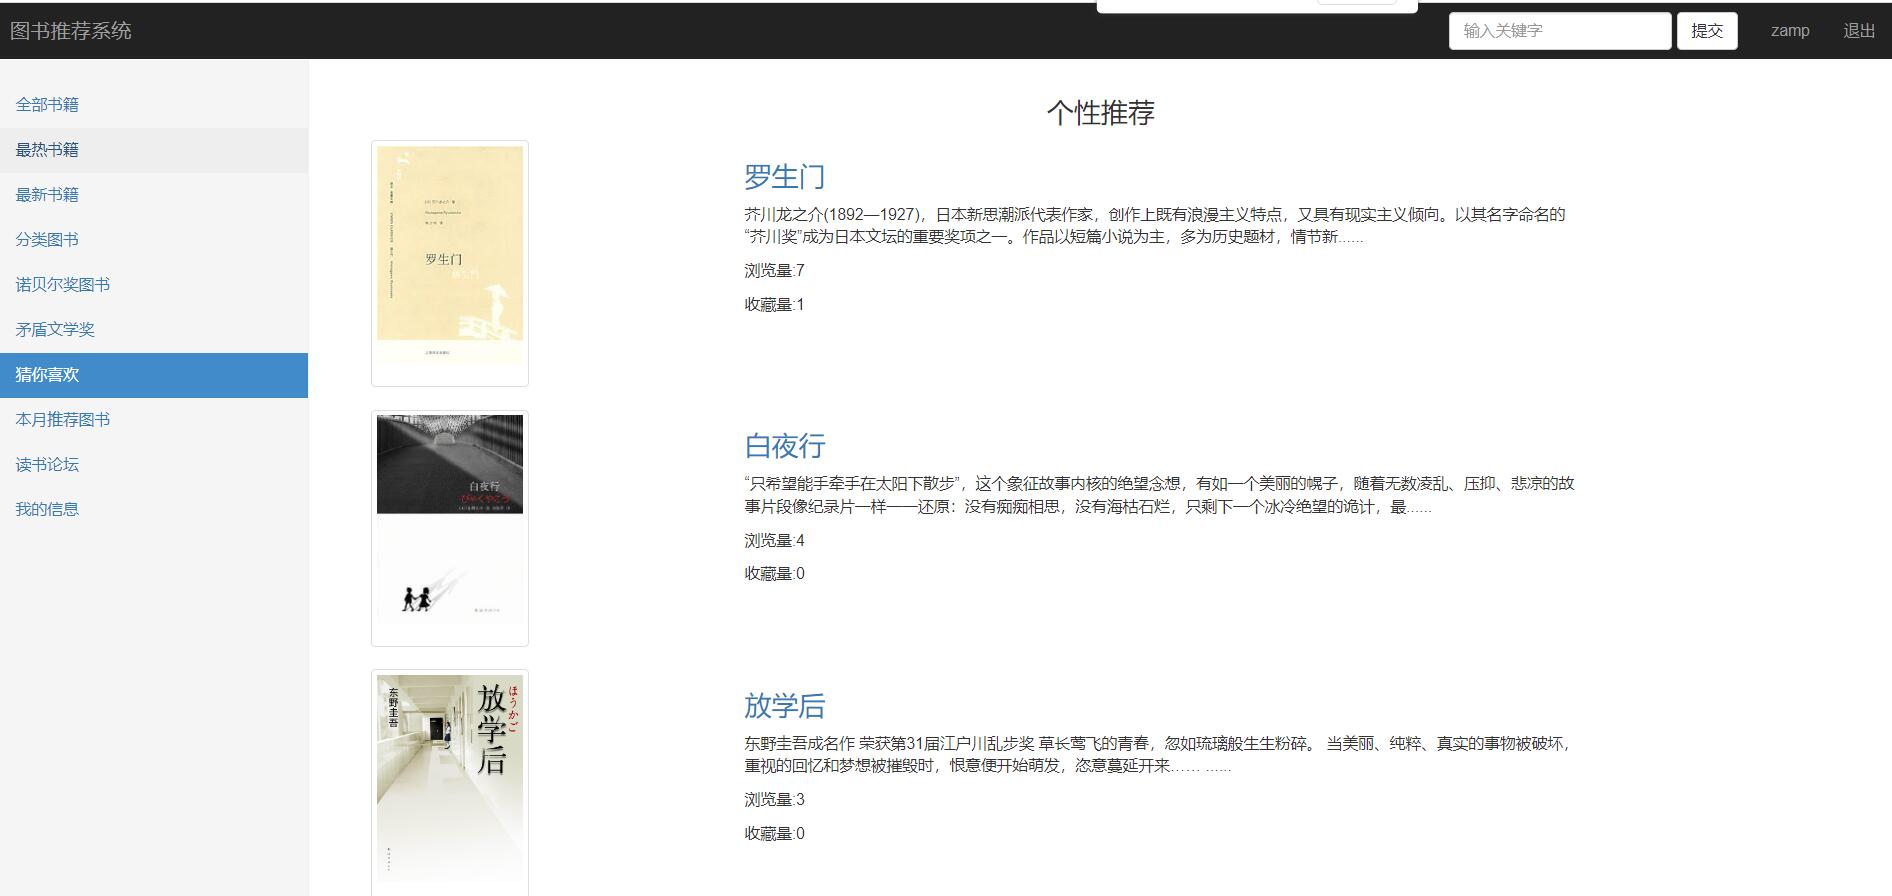 图书推荐系统
输入关键字
提交
zamp
退出
全部书籍
最热书籍
最新书籍
分类图书
诺贝尔奖图书
矛盾文学奖
猜你喜欢
本月推荐图书
读书论坛
我的信息
个性推荐
罗生门
罗生门
芥川龙之介(1892—1927)，日本新思潮派代表作家，创作上既有浪漫主义特点，又具有现实主义倾向。以其名字命名的
“芥川奖”成为日本文坛的重要奖项之一。作品以短篇小说为主，多为历史题材，情节新......
浏览量:7
收藏量:1
白夜行
びゃくやこう
白夜行
“只希望能手牵手在太阳下散步”，这个象征故事内核的绝望念想，有如一个美丽的幌子，随着无数凌乱、压抑、悲凉的故
事片段像纪录片一样一一还原：没有痴痴相思，没有海枯石烂，只剩下一个冰冷绝望的诡计，最......
浏览量:4
收藏量:0
东野圭吾
放学后
ほうかご
放学后
东野圭吾成名作 荣获第31届江户川乱步奖 草长莺飞的青春，忽如琉璃般生生粉碎。 当美丽、纯粹、真实的事物被破坏，
重视的回忆和梦想被摧毁时，恨意便开始萌发，恣意蔓延开来…… ......
浏览量:3
收藏量:0